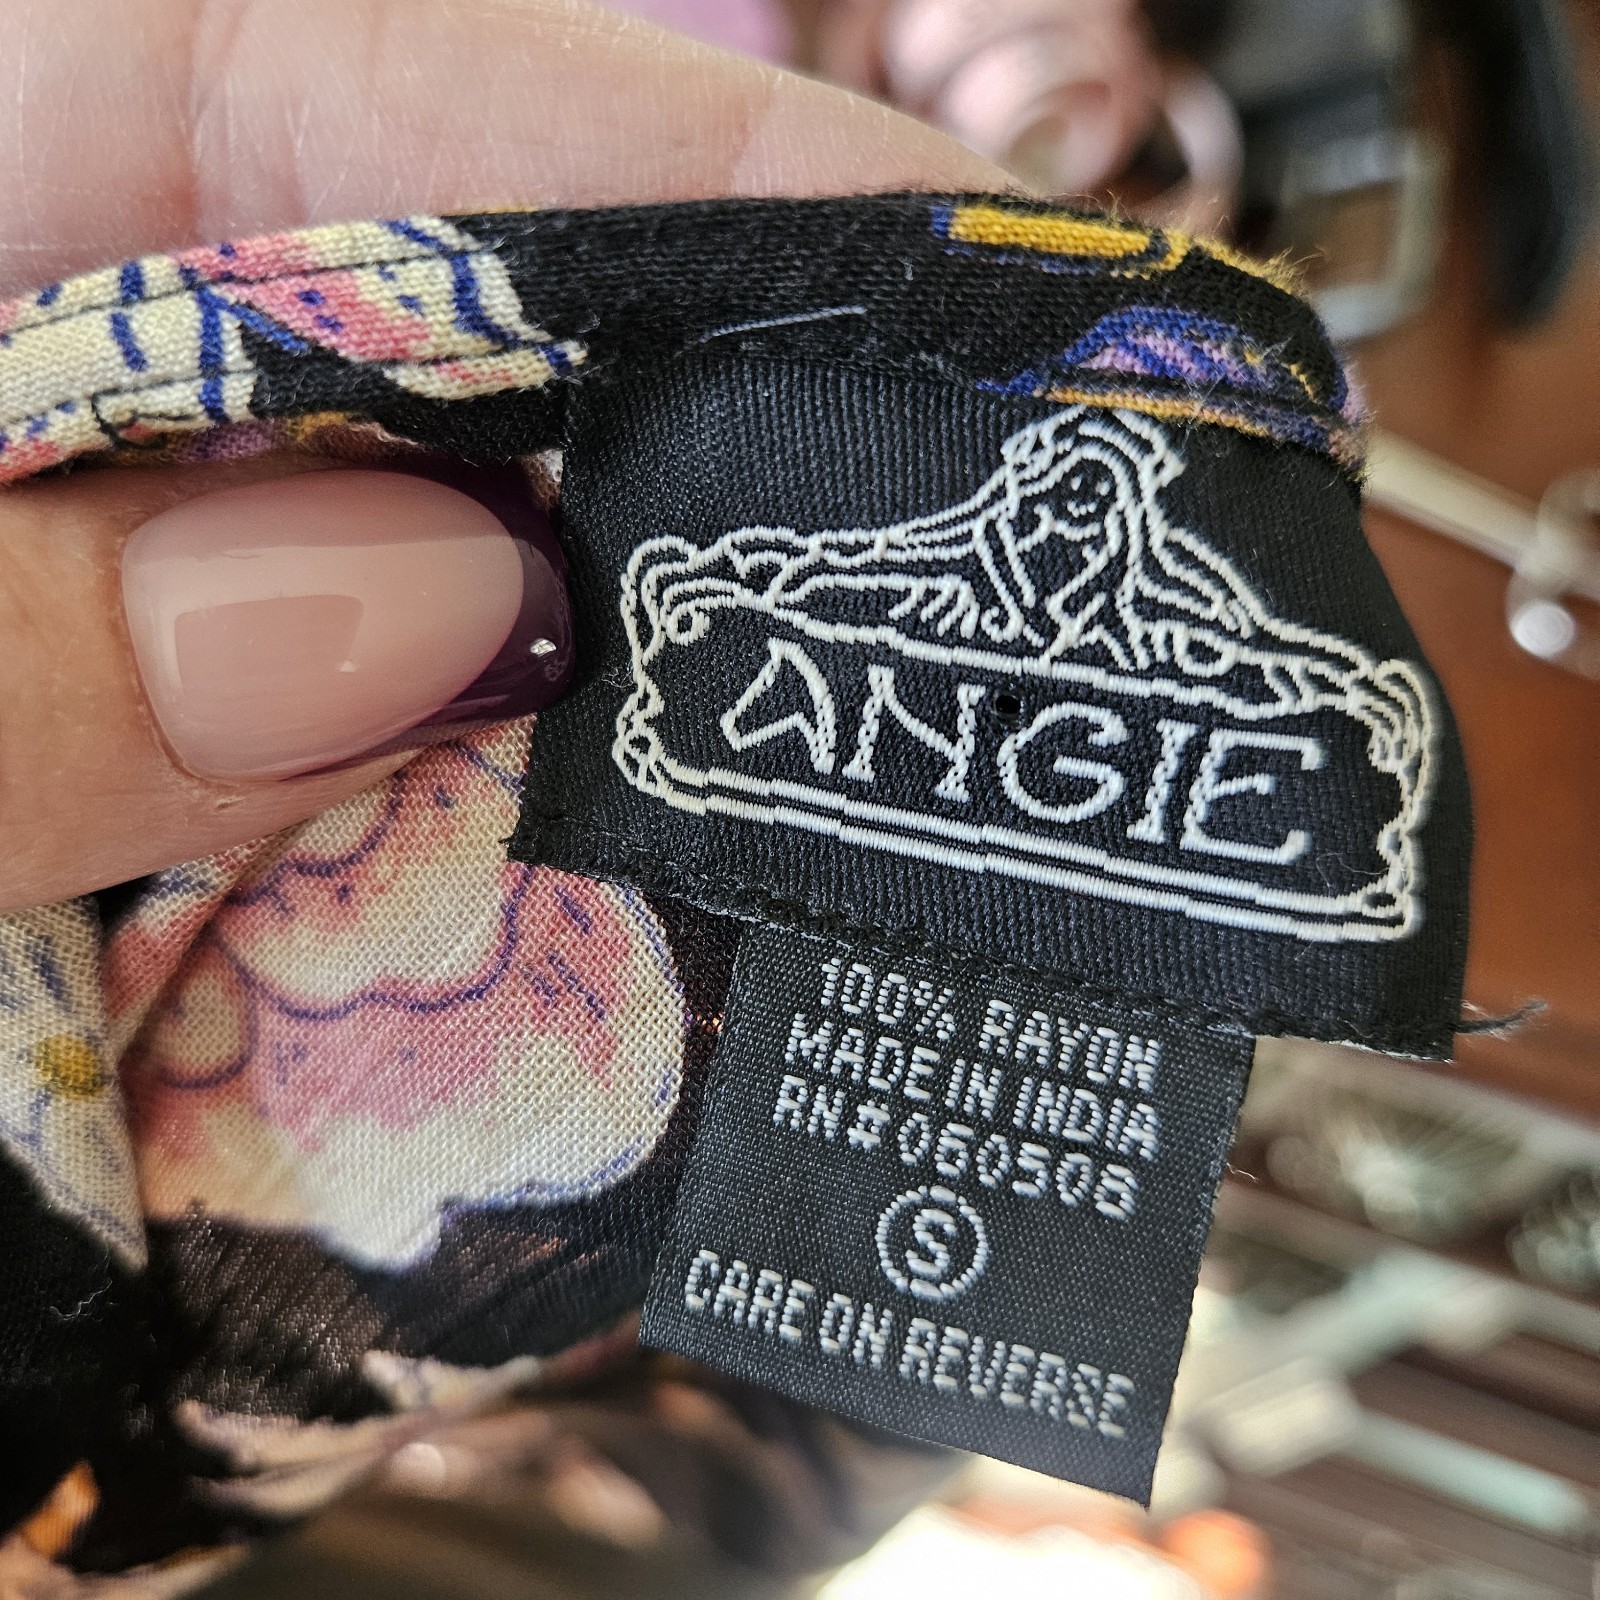 ANGIE
100% RAYON
MADE IN INDIA
RN#060508
S
CARE ON REVERSE